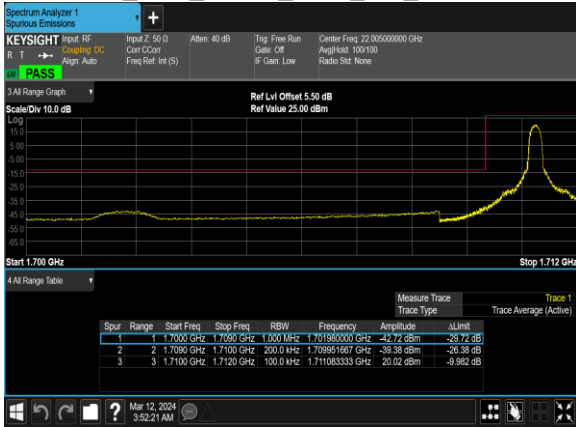 Spectrum Analyzer 1
Spurious Emissions
KEYSIGHT Input: RF Input Z: 50 Ω Atten: 40 dB Trig: Free Run Center Freq: 22.005000000 GHz
R T Coupling: DC Corr CCorr Gate: Off Avg|Hold: 100/100
Align: Auto Freq Ref: Int (S) IF Gain: Low Radio Std: None
LXI PASS
3 All Range Graph
Ref Lvl Offset 5.50 dB
Scale/Div 10.0 dB Ref Value 25.00 dBm
Log
15.0
5.00
-5.00
-15.0
-25.0
-35.0
-45.0
-55.0
-65.0
Start 1.700 GHz Stop 1.712 GHz
4 All Range Table
Measure Trace Trace 1
Trace Type Trace Average (Active)
Spur Range Start Freq Stop Freq RBW Frequency Amplitude ΔLimit
1 1 1.7000 GHz 1.7090 GHz 1.000 MHz 1.701980000 GHz -42.72 dBm -29.72 dB
2 2 1.7090 GHz 1.7100 GHz 200.0 kHz 1.709951667 GHz -39.38 dBm -26.38 dB
3 3 1.7100 GHz 1.7120 GHz 100.0 kHz 1.711083333 GHz 20.02 dBm -9.982 dB
? Mar 12, 2024
3:52:21 AM